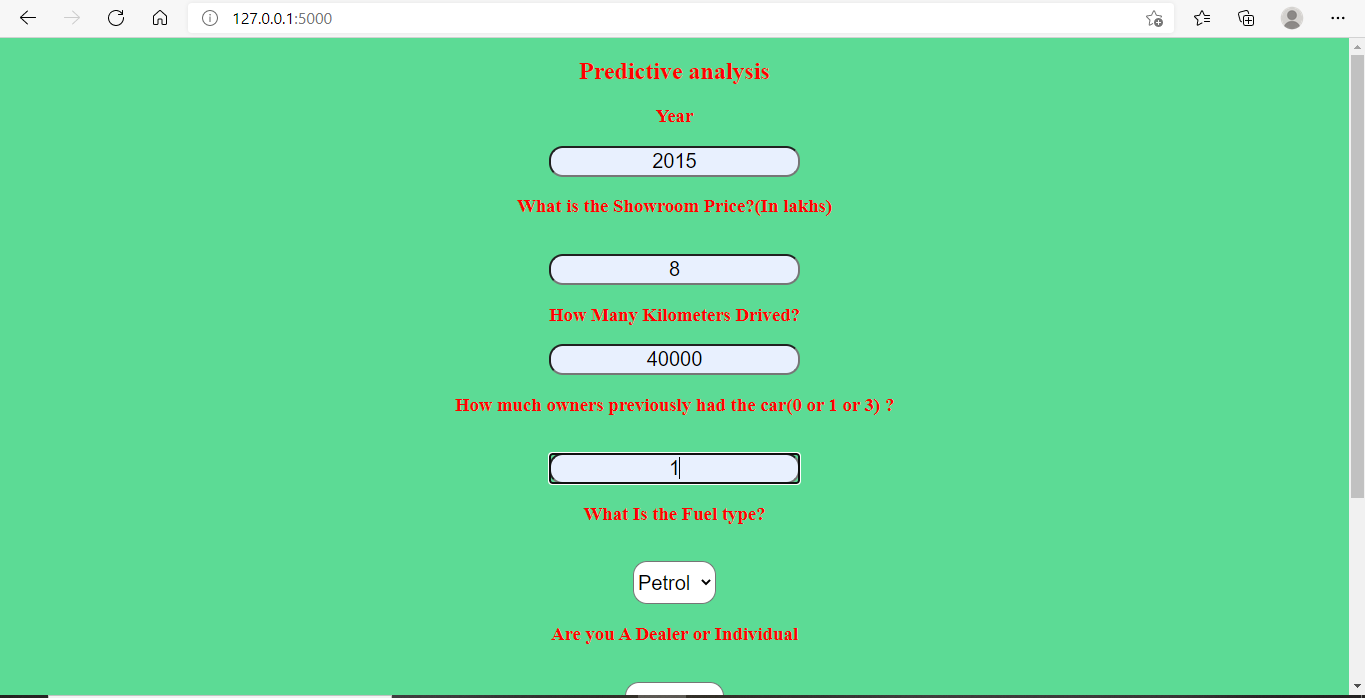 127.0.0.1:5000
Predictive analysis
Year
2015
What is the Showroom Price?(In lakhs)
8
How Many Kilometers Drived?
40000
How much owners previously had the car(0 or 1 or 3) ?
1
What Is the Fuel type?
Petrol
Are you A Dealer or Individual